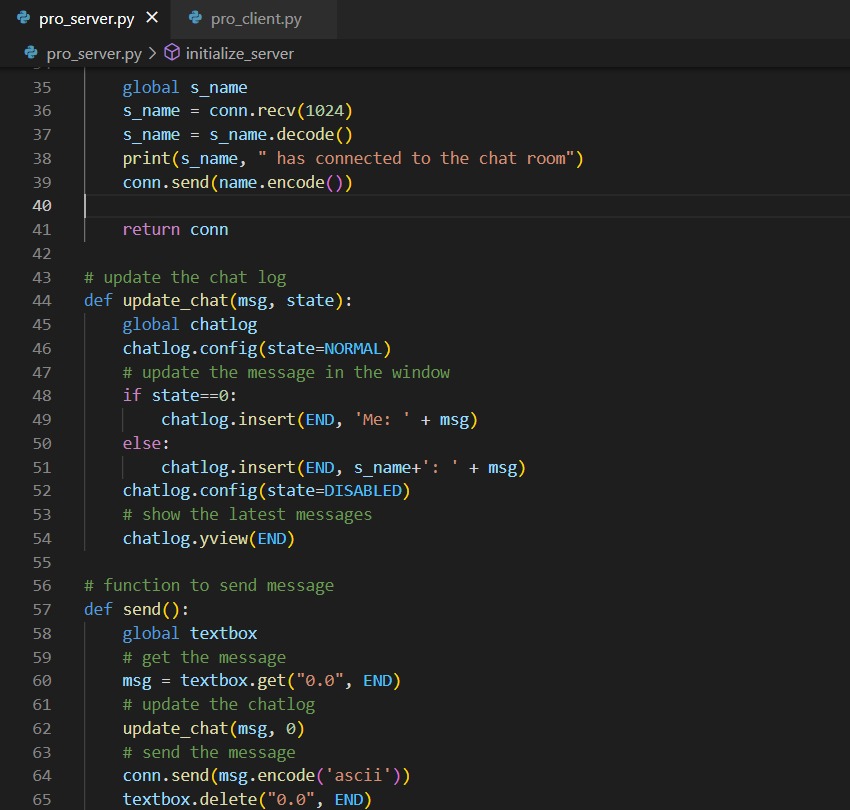 pro_server.py × pro_client.py
pro_server.py > initialize_server
35 global s_name
36 s_name = conn.recv(1024)
37 s_name = s_name.decode()
38 print(s_name, " has connected to the chat room")
39 conn.send(name.encode())
40
41 return conn
42
43 # update the chat log
44 def update_chat(msg, state):
45 global chatlog
46 chatlog.config(state=NORMAL)
47 # update the message in the window
48 if state==0:
49 chatlog.insert(END, 'Me: ' + msg)
50 else:
51 chatlog.insert(END, s_name+': ' + msg)
52 chatlog.config(state=DISABLED)
53 # show the latest messages
54 chatlog.yview(END)
55
56 # function to send message
57 def send():
58 global textbox
59 # get the message
60 msg = textbox.get("0.0", END)
61 # update the chatlog
62 update_chat(msg, 0)
63 # send the message
64 conn.send(msg.encode('ascii'))
65 textbox.delete("0.0", END)